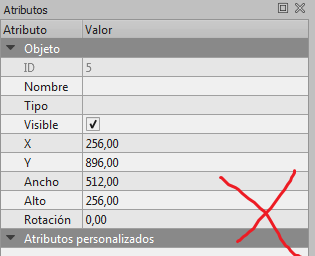 Atributos
Atributo Valor
Objeto
ID 5
Nombre
Tipo
Visible
X 256,00
Y 896,00
Ancho 512,00
Alto 256,00
Rotación 0,00
Atributos personalizados